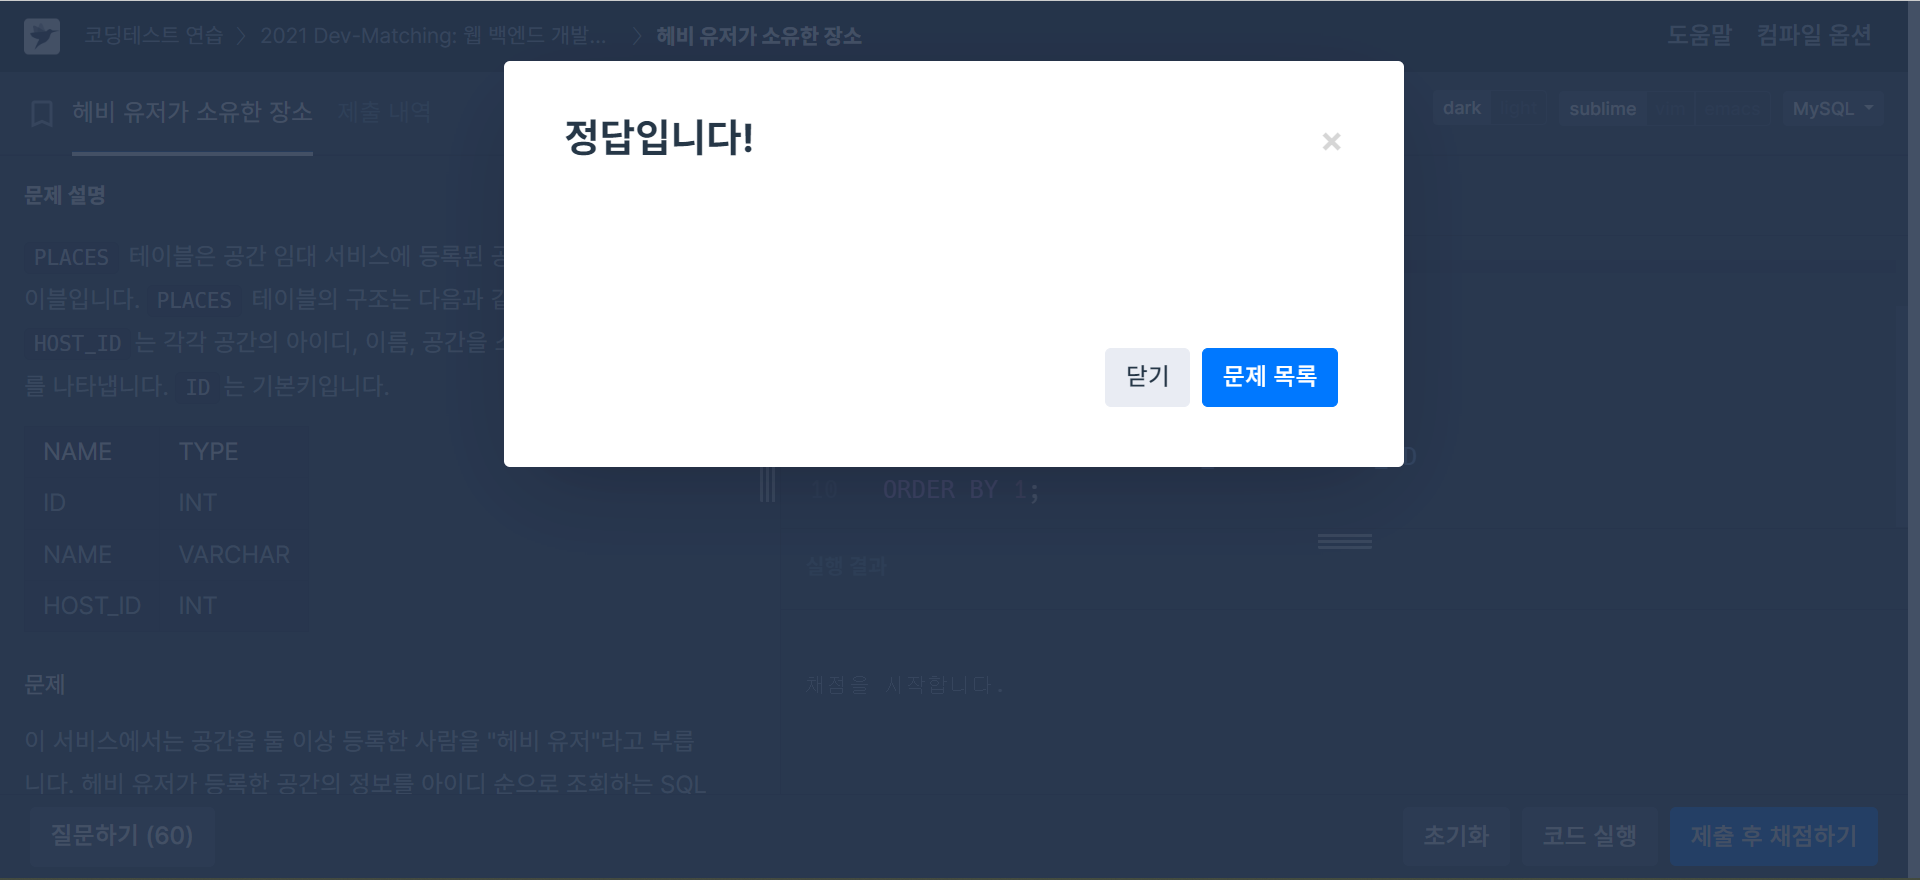 코딩테스트 연습 > 2021 Dev-Matching: 웹 백엔드 개발... > 헤비 유저가 소유한 장소
도움말 컴파일 옵션
헤비 유저가 소유한 장소 제출 내역
dark light sublime vim emacs MySQL
정답입니다!
×
닫기 문제 목록
문제 설명
PLACES 테이블은 공간 임대 서비스에 등록된 공
이블입니다. PLACES 테이블의 구조는 다음과 같
HOST_ID 는 각각 공간의 아이디, 이름, 공간을
를 나타냅니다. ID 는 기본키입니다.
NAME TYPE
ID INT
NAME VARCHAR
HOST_ID INT
문제
이 서비스에서는 공간을 둘 이상 등록한 사람을 "헤비 유저"라고 부릅
니다. 헤비 유저가 등록한 공간의 정보를 아이디 순으로 조회하는 SQL
D
10 ORDER BY 1;
실행 결과
채점을 시작합니다.
질문하기 (60)
초기화 코드 실행 제출 후 채점하기